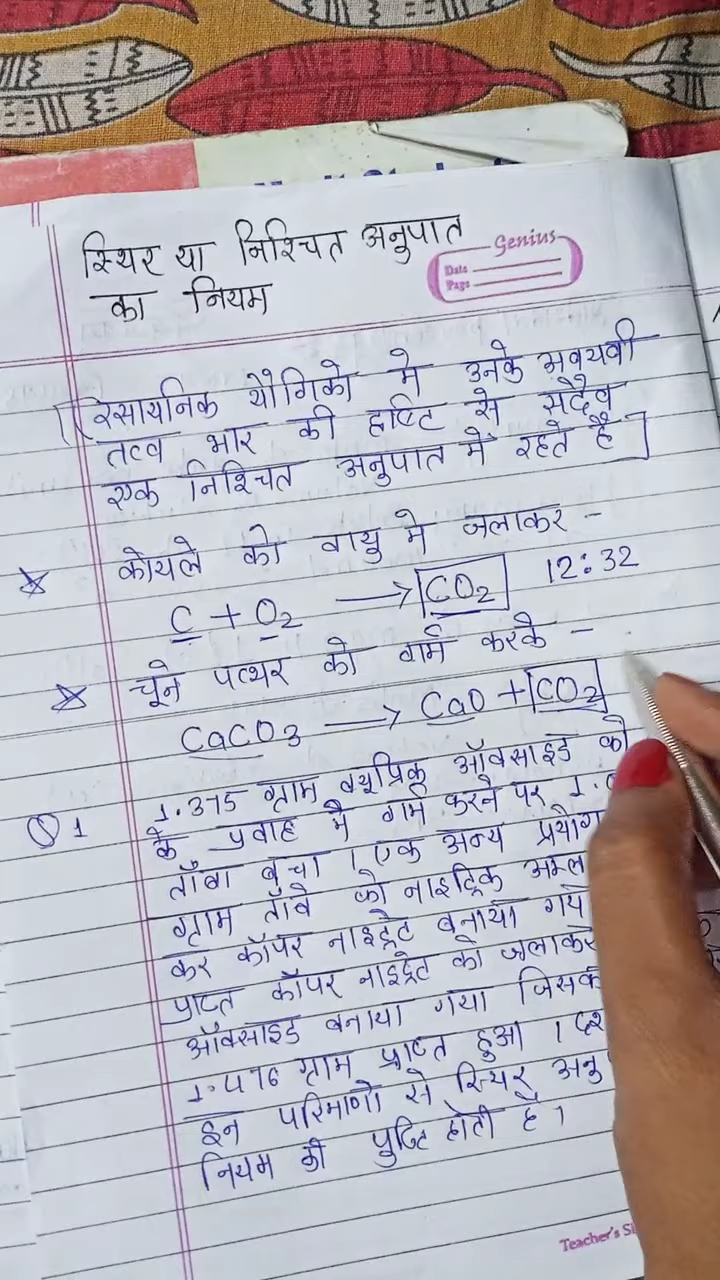 स्थिर या निश्चित अनुपात
का नियम
Genius
Date
Page
रसायनिक यौगिको मे उनके अवयवी
तत्व भार की दृष्टि से सदैव
एक निश्चित अनुपात में रहते है
कोयले को वायु मे जलाकर -
C + O₂ → CO₂ 12:32
चूने पत्थर को गर्म करके -
CaCO₃ → CaO + CO₂
Q 1 1.375 ग्राम क्यूप्रिक ऑक्साइड को
के प्रवाह में गर्म करने पर 1.
ताँबा बचा । एक अन्य प्रयोग
ग्राम ताँबे को नाइट्रिक अम्ल
कर कॉपर नाइट्रेट बनाया गया
प्राप्त कॉपर नाइट्रेट को जलाकर
ऑक्साइड बनाया गया जिसक
1.476 ग्राम प्राप्त हुआ ।
इन परिमाणो से स्थिर अनु
नियम की पुष्टि होती है ।
Teacher's Si